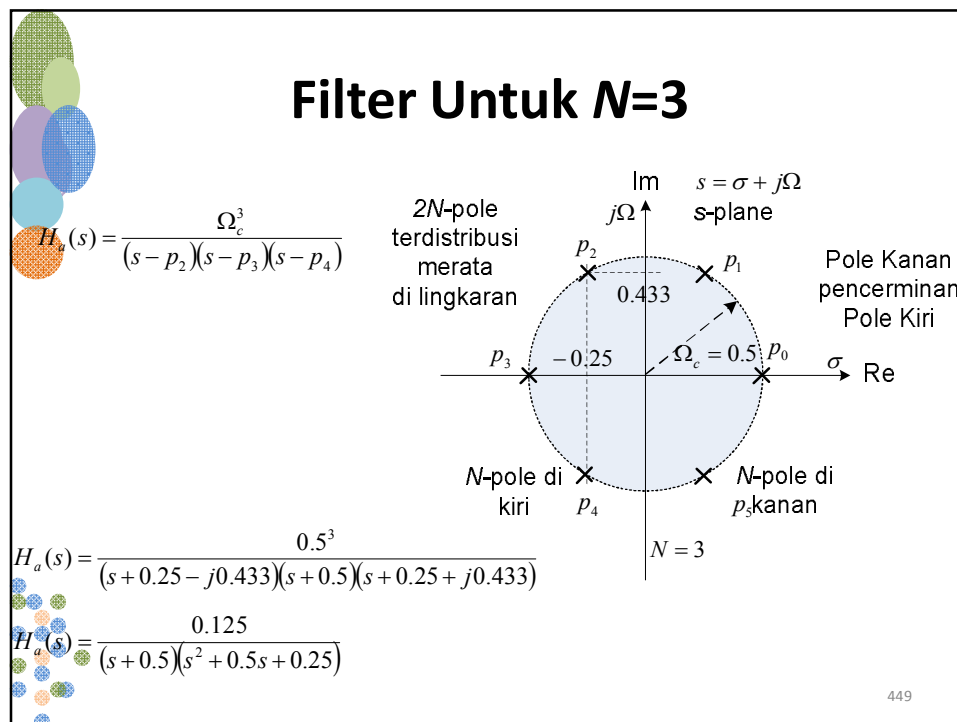 Filter Untuk N=3
H_a(s) = Ω_c^3 / (s − p_2)(s − p_3)(s − p_4)
2N-pole
terdistribusi
merata
di lingkaran
Im
s = σ + jΩ
jΩ
s-plane
p_2
p_1
0.433
Pole Kanan
pencerminan
Pole Kiri
p_3
− 0.25
Ω_c = 0.5
p_0
σ
Re
N-pole di
kiri
p_4
N-pole di
p_5 kanan
N = 3
H_a(s) = 0.5^3 / (s + 0.25 − j0.433)(s + 0.5)(s + 0.25 + j0.433)
H_a(s) = 0.125 / (s + 0.5)(s^2 + 0.5s + 0.25)
449